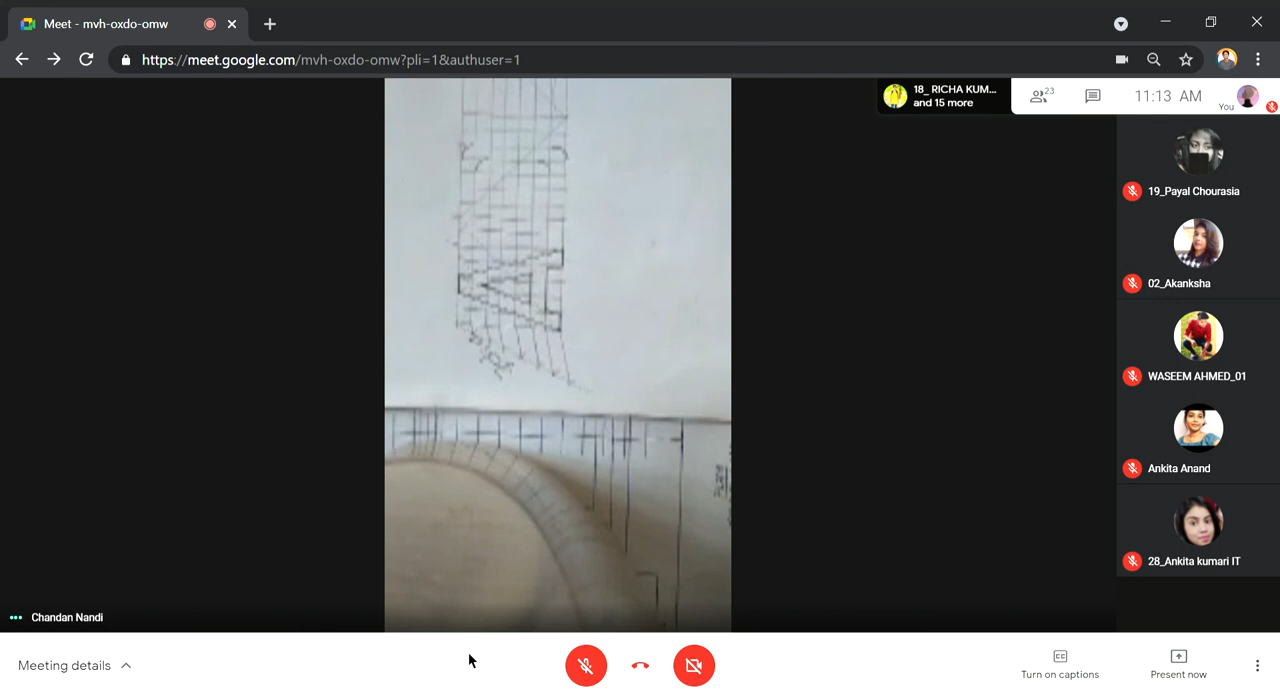 Meet - mvh-oxdo-omw
https://meet.google.com/mvh-oxdo-omw?pli=1&authuser=1
18_ RICHA KUM...
and 15 more
23
11:13 AM
You
19_Payal Chourasia
02_Akanksha
WASEEM AHMED_01
Ankita Anand
28_Ankita kumari IT
Chandan Nandi
Meeting details
CC
Turn on captions
Present now